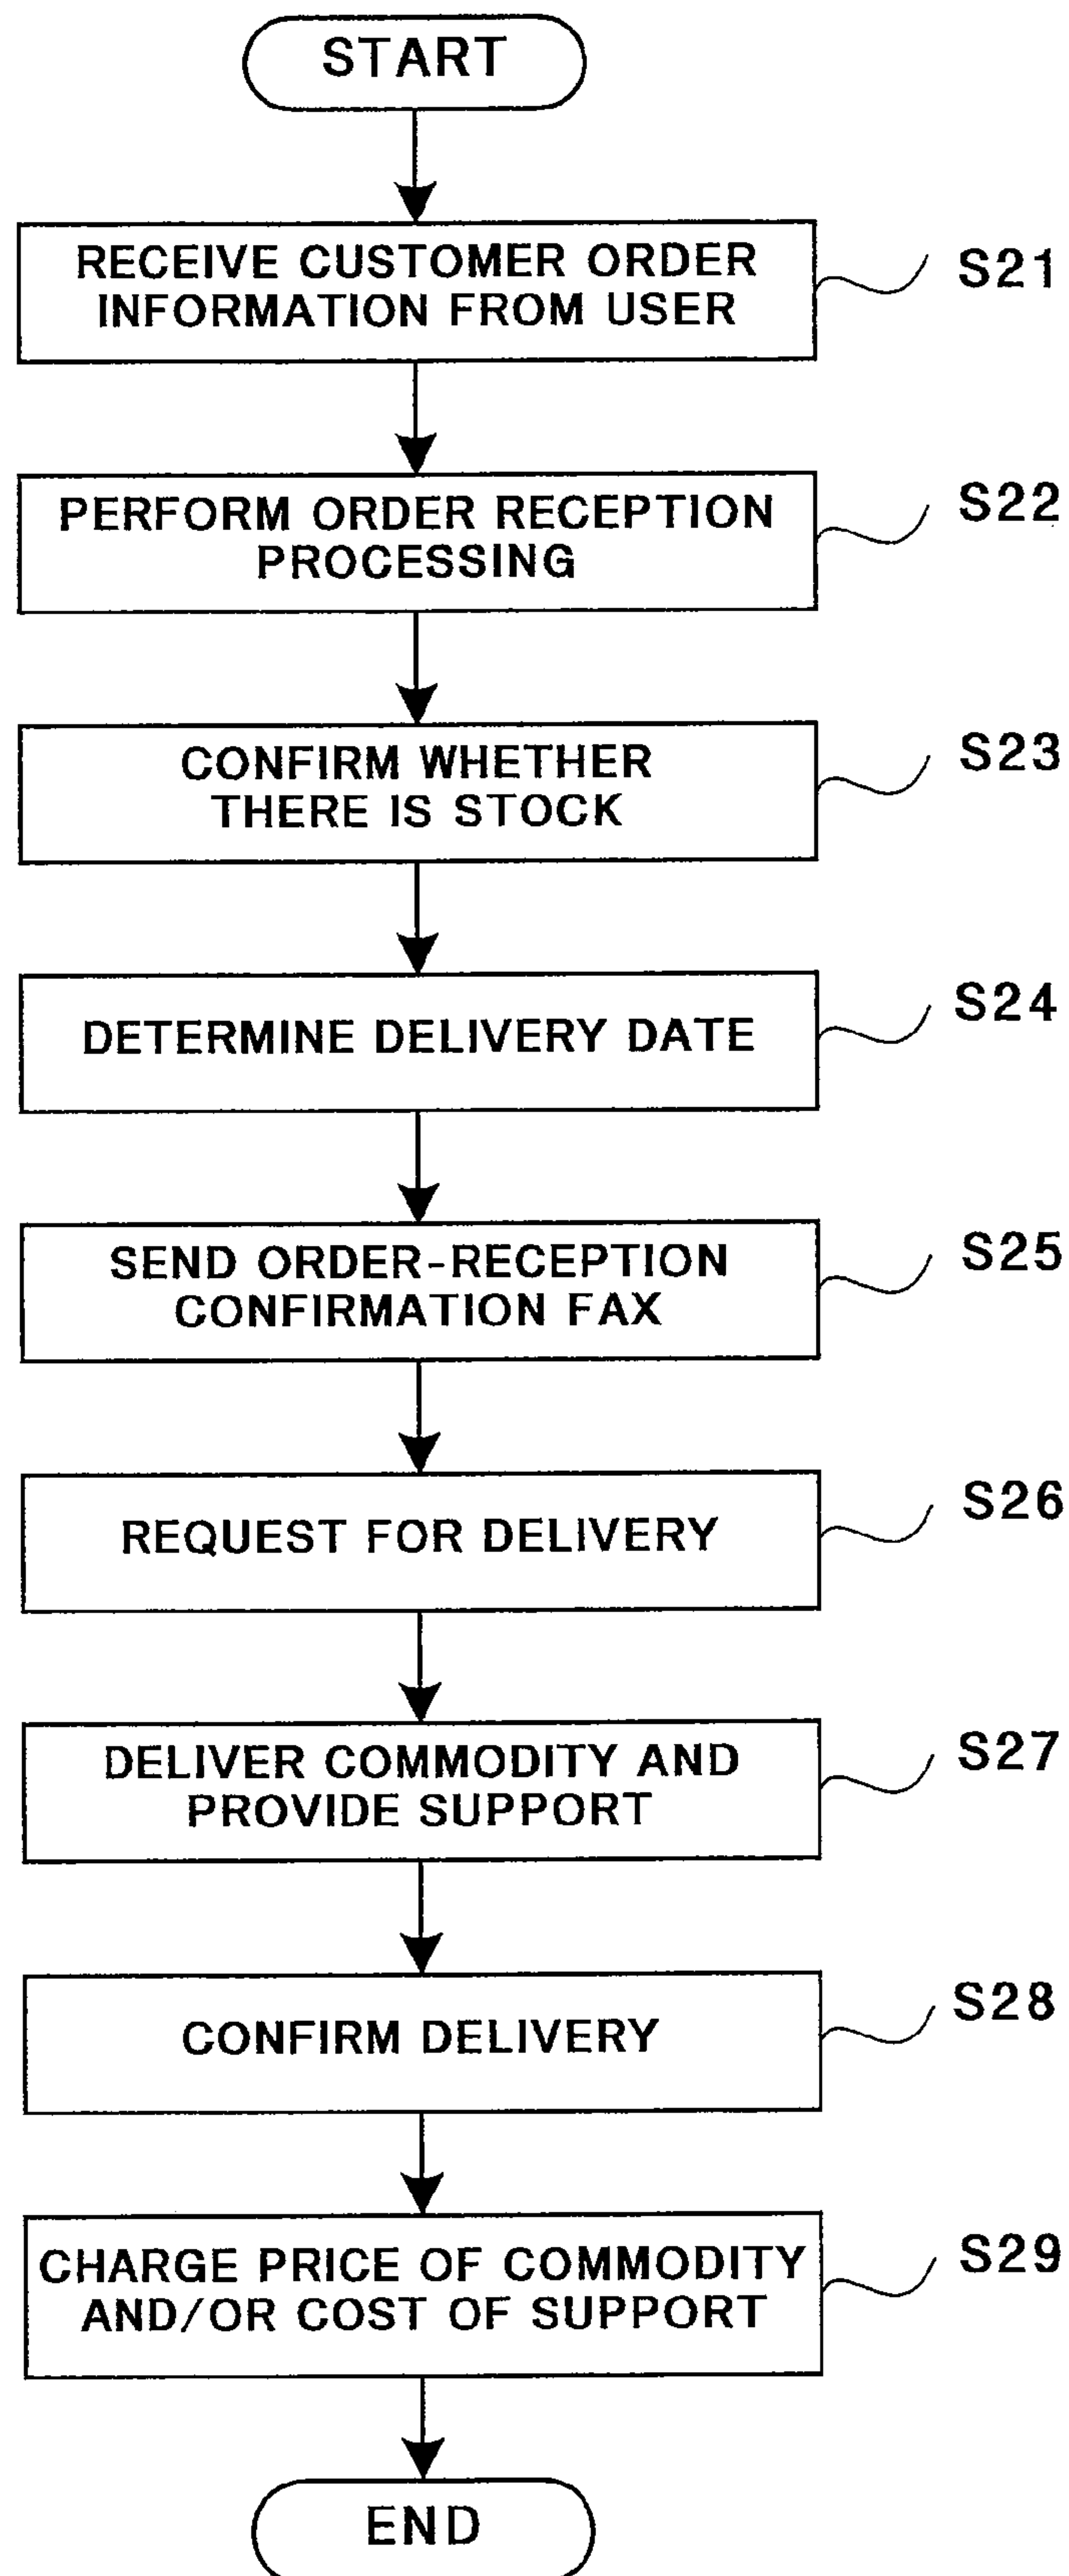 START
RECEIVE CUSTOMER ORDER
INFORMATION FROM USER
S21
PERFORM ORDER RECEPTION
PROCESSING
S22
CONFIRM WHETHER
THERE IS STOCK
S23
DETERMINE DELIVERY DATE
S24
SEND ORDER-RECEPTION
CONFIRMATION FAX
S25
REQUEST FOR DELIVERY
S26
DELIVER COMMODITY AND
PROVIDE SUPPORT
S27
CONFIRM DELIVERY
S28
CHARGE PRICE OF COMMODITY
AND/OR COST OF SUPPORT
S29
END